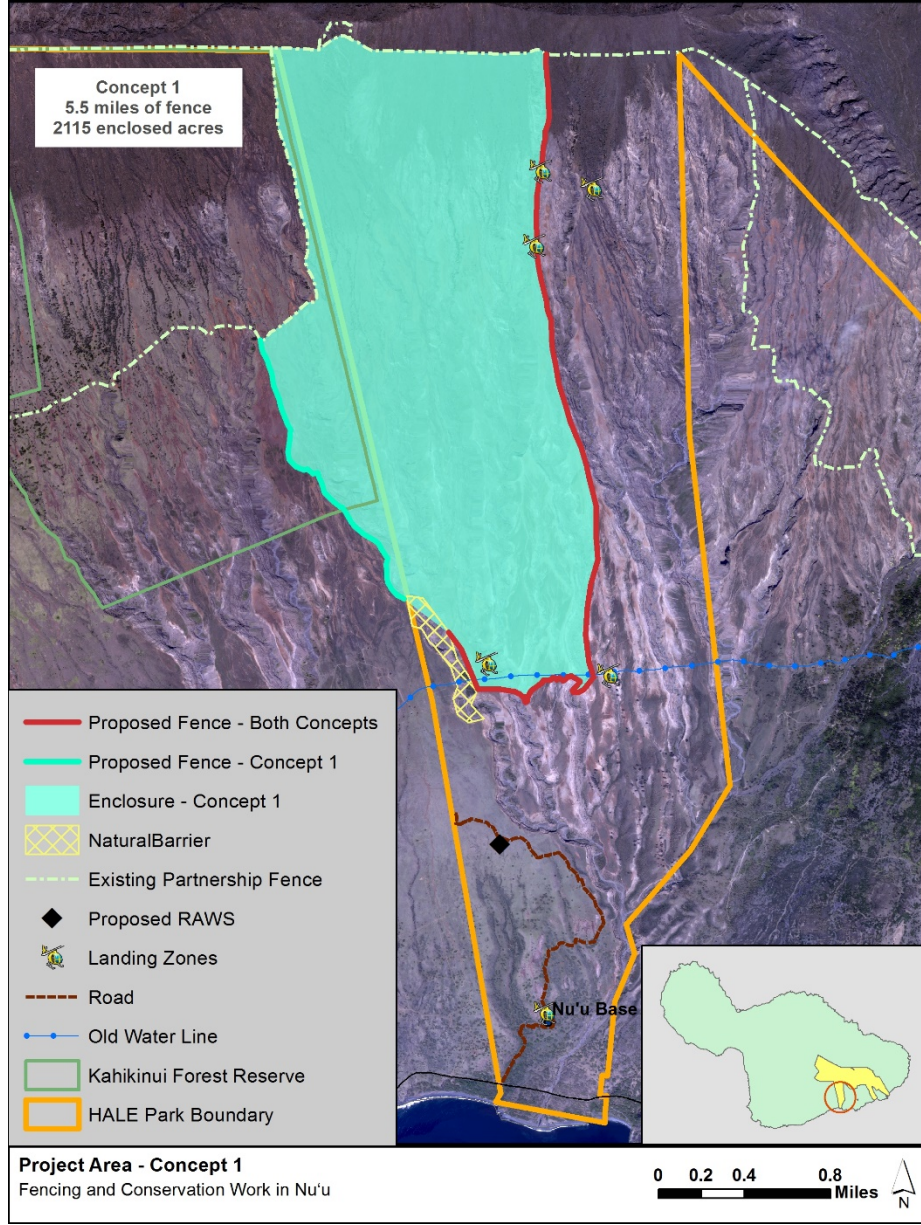 Concept 1
5.5 miles of fence
2115 enclosed acres
Proposed Fence - Both Concepts
Proposed Fence - Concept 1
Enclosure - Concept 1
NaturalBarrier
Existing Partnership Fence
Proposed RAWS
Landing Zones
Road
Old Water Line
Kahikinui Forest Reserve
HALE Park Boundary
Nu'u Base
Project Area - Concept 1
Fencing and Conservation Work in Nu‘u
0 0.2 0.4 0.8
Miles
N